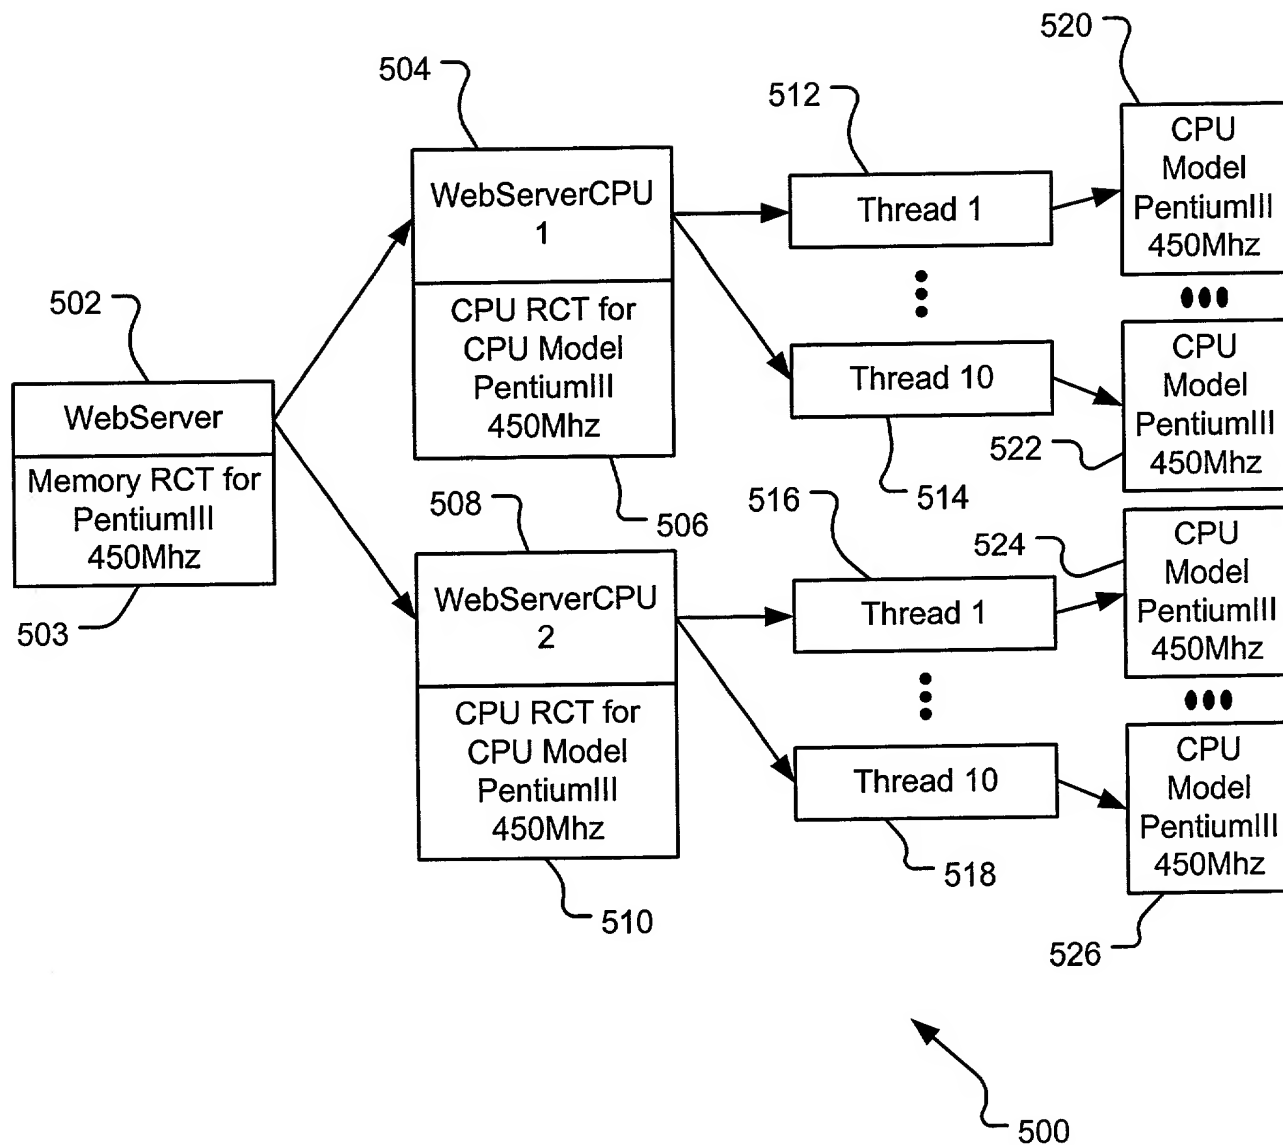 520
504
512
CPU
Model
PentiumIII
450Mhz
WebServerCPU
1
Thread 1
502
CPU RCT for
CPU Model
PentiumIII
450Mhz
Thread 10
CPU
Model
PentiumIII
450Mhz
522
WebServer
Memory RCT for
PentiumIII
450Mhz
503
508
506
514
516
524
CPU
Model
PentiumIII
450Mhz
WebServerCPU
2
Thread 1
CPU RCT for
CPU Model
PentiumIII
450Mhz
Thread 10
CPU
Model
PentiumIII
450Mhz
518
510
526
500